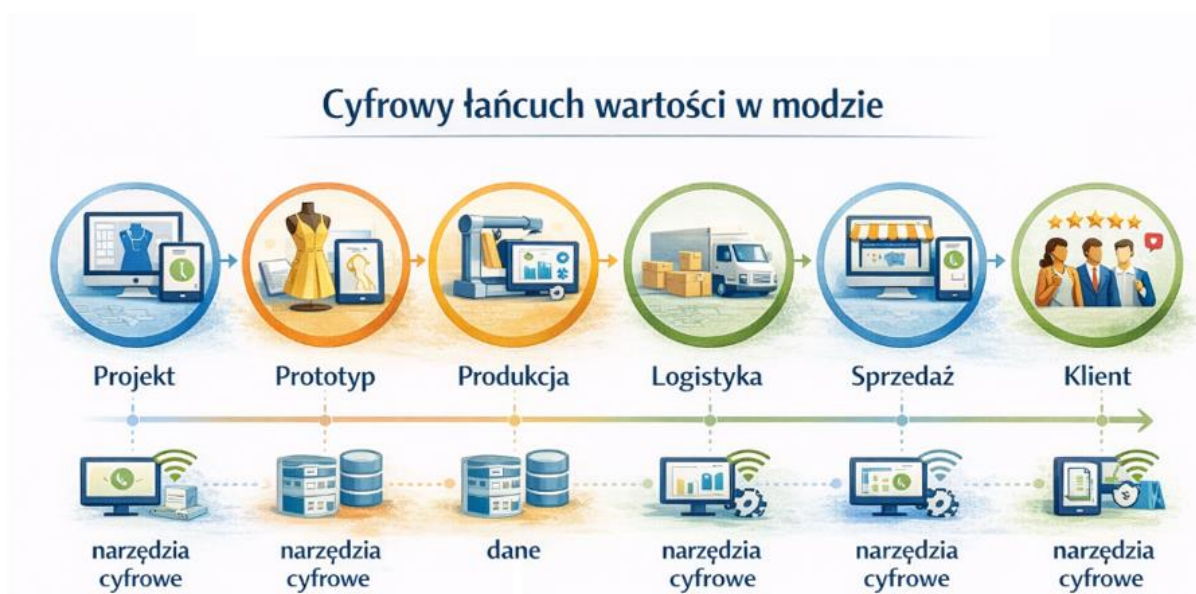 Cyfrowy łańcuch wartości w modzie
Projekt
Prototyp
Produkcja
Logistyka
Sprzedaż
Klient
narzędzia
cyfrowe
narzędzia
cyfrowe
dane
narzędzia
cyfrowe
narzędzia
cyfrowe
narzędzia
cyfrowe